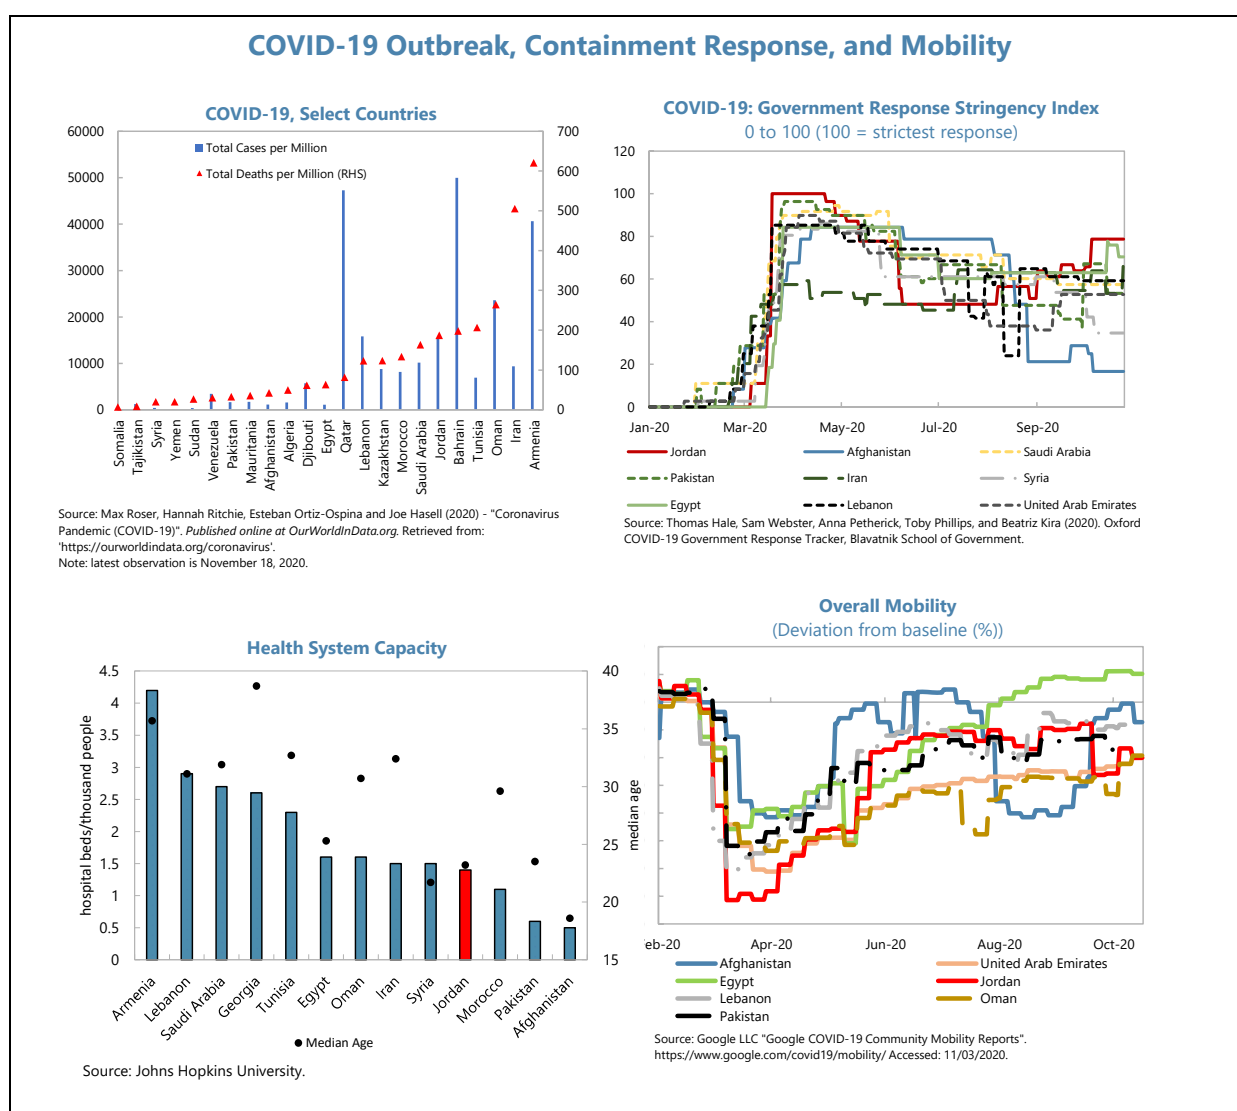 COVID-19 Outbreak, Containment Response, and Mobility
COVID-19, Select Countries
60000
50000
40000
30000
20000
10000
0
700
600
500
400
300
200
100
0
Total Cases per Million
Total Deaths per Million (RHS)
Somalia
Tajikistan
Syria
Yemen
Sudan
Venezuela
Pakistan
Mauritania
Afghanistan
Algeria
Djibouti
Egypt
Qatar
Lebanon
Kazakhstan
Morocco
Saudi Arabia
Jordan
Bahrain
Tunisia
Oman
Iran
Armenia
Source: Max Roser, Hannah Ritchie, Esteban Ortiz-Ospina and Joe Hasell (2020) - "Coronavirus
Pandemic (COVID-19)". Published online at OurWorldInData.org. Retrieved from:
'https://ourworldindata.org/coronavirus'.
Note: latest observation is November 18, 2020.
COVID-19: Government Response Stringency Index
0 to 100 (100 = strictest response)
120
100
80
60
40
20
0
Jan-20 Mar-20 May-20 Jul-20 Sep-20
Jordan Afghanistan Saudi Arabia
Pakistan Iran Syria
Egypt Lebanon United Arab Emirates
Source: Thomas Hale, Sam Webster, Anna Petherick, Toby Phillips, and Beatriz Kira (2020). Oxford
COVID-19 Government Response Tracker, Blavatnik School of Government.
Health System Capacity
hospital beds/thousand people
4.5
4
3.5
3
2.5
2
1.5
1
0.5
0
40
35
30
25
20
15
median age
Armenia
Lebanon
Saudi Arabia
Georgia
Tunisia
Egypt
Oman
Iran
Syria
Jordan
Morocco
Pakistan
Afghanistan
Median Age
Source: Johns Hopkins University.
Overall Mobility
(Deviation from baseline (%))
eb-20 Apr-20 Jun-20 Aug-20 Oct-20
Afghanistan United Arab Emirates
Egypt Jordan
Lebanon Oman
Pakistan
Source: Google LLC "Google COVID-19 Community Mobility Reports".
https://www.google.com/covid19/mobility/ Accessed: 11/03/2020.